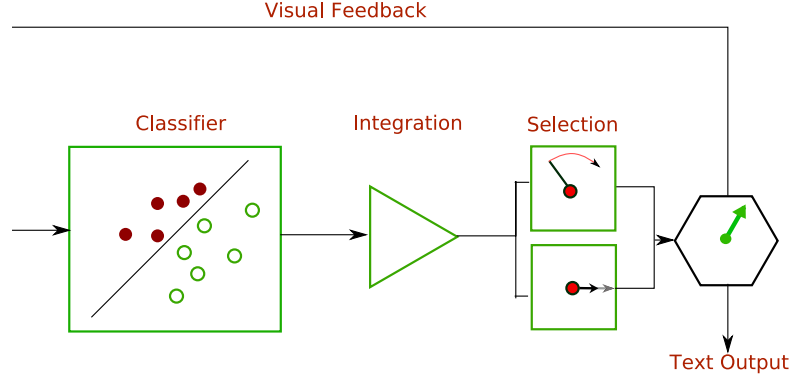 Visual Feedback
Classifier
Integration
Selection
Text Output